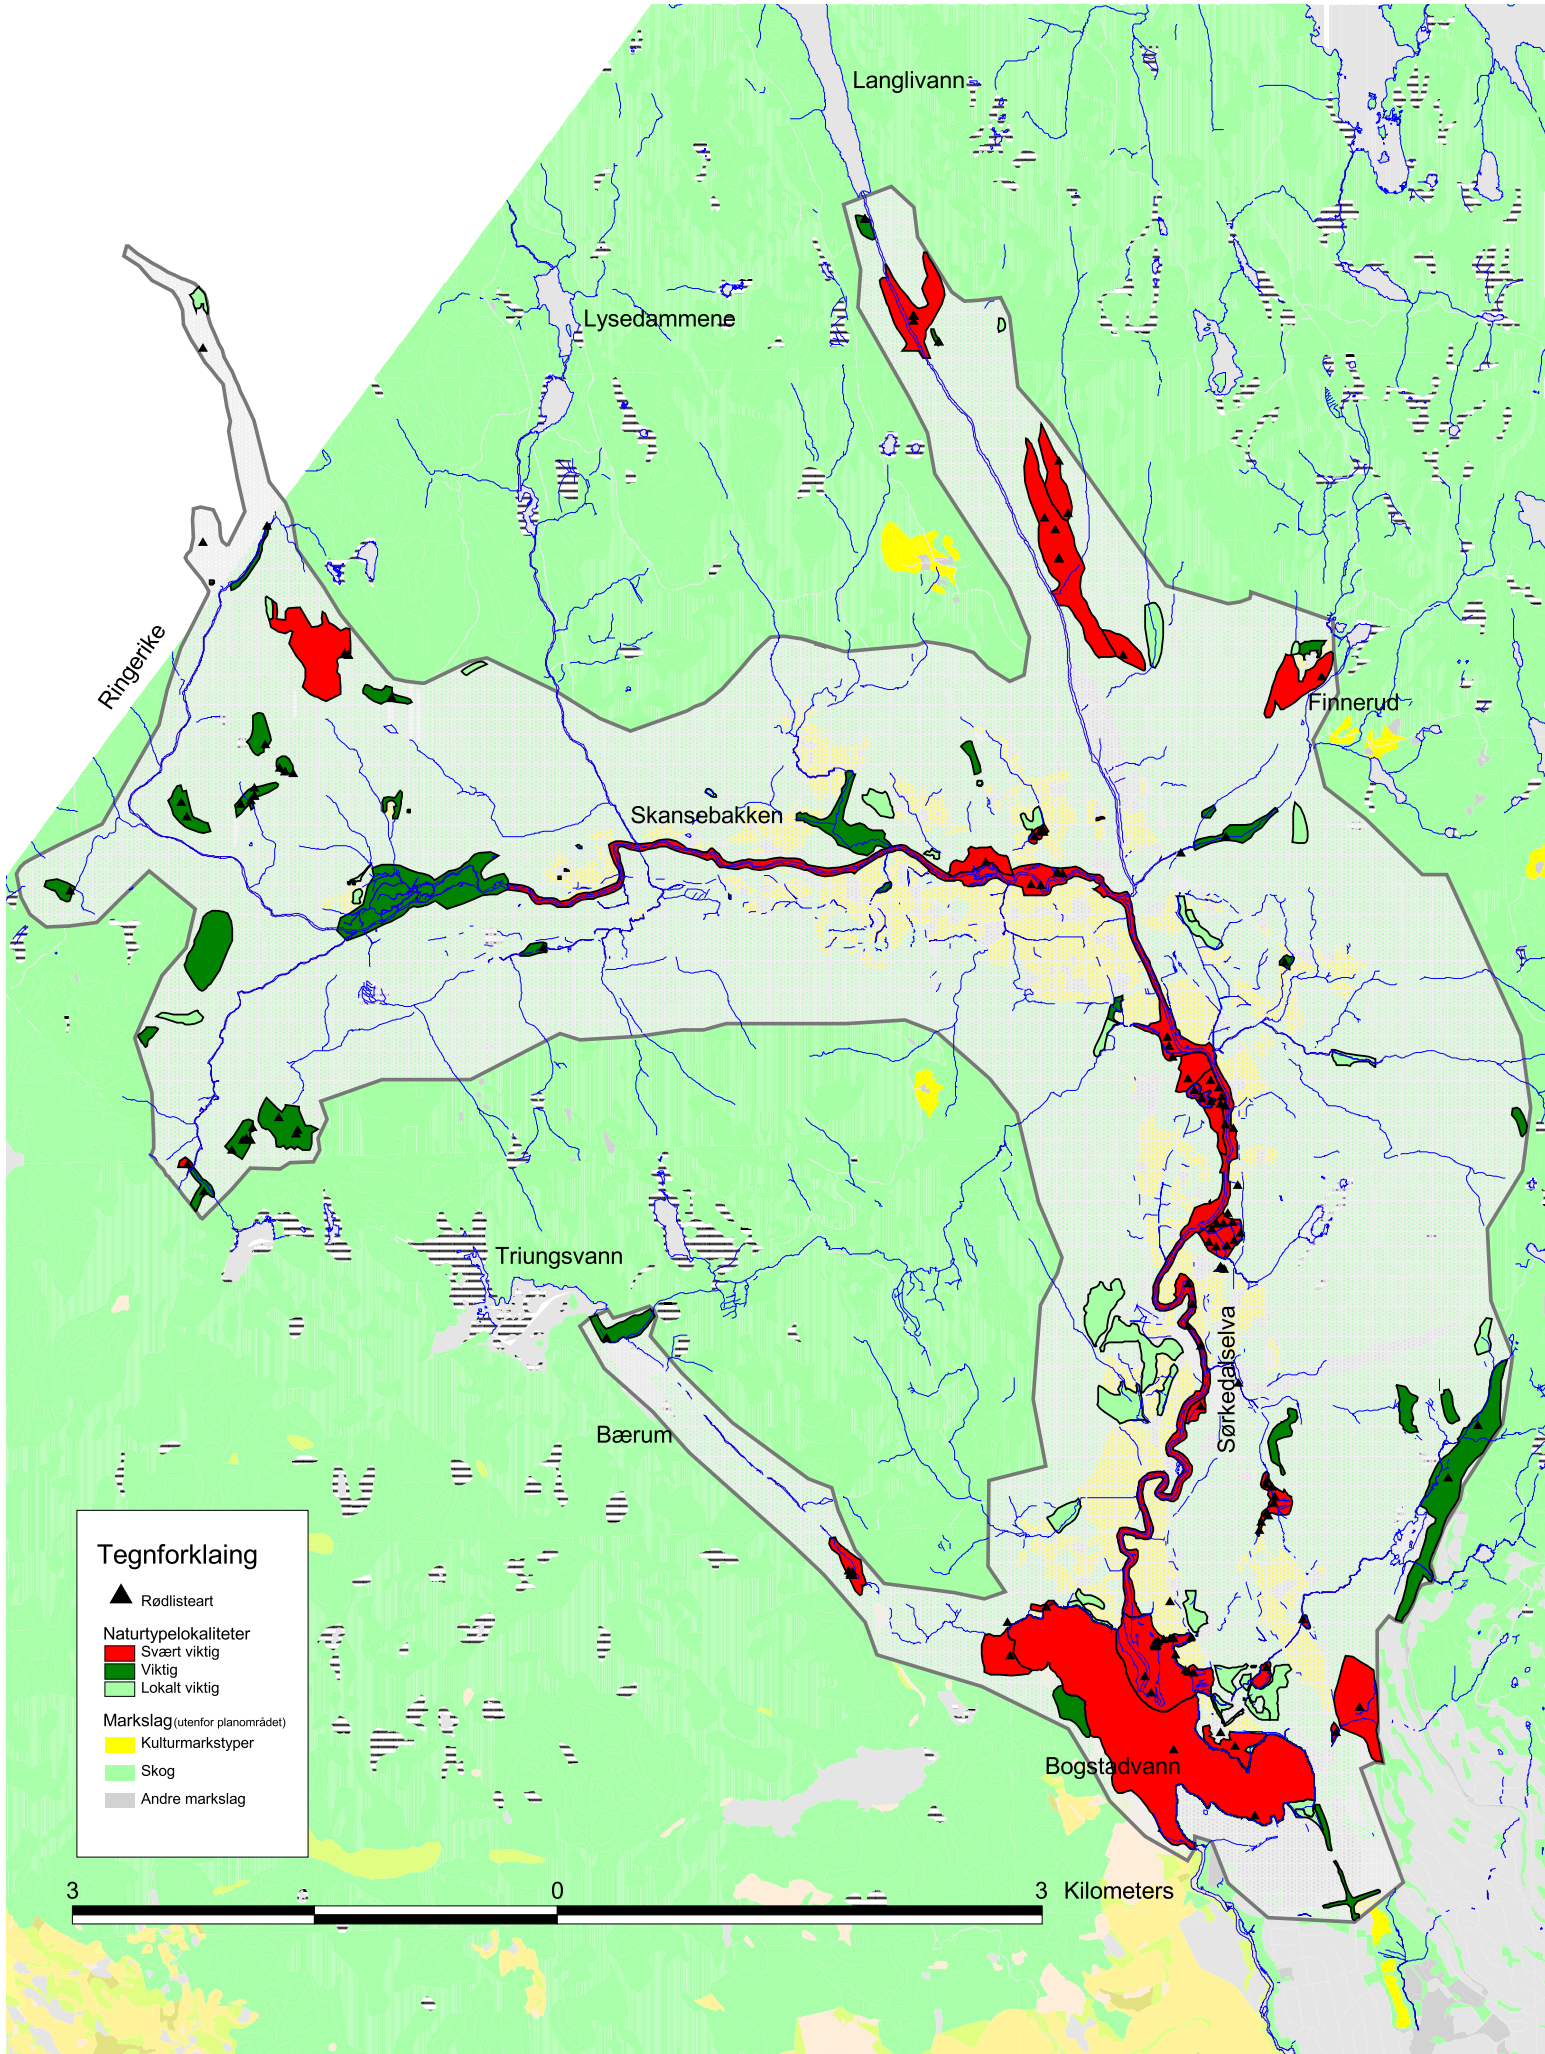 Langlivann
Lysedammene
Ringerike
Finnerud
Skansebakken
Triungsvann
Sørkedalselva
Bærum
Bogstadvann
Tegnforklaing
Rødlisteart
Naturtypelokaliteter
Svært viktig
Viktig
Lokalt viktig
Markslag (utenfor planområdet)
Kulturmarkstyper
Skog
Andre markslag
3 0 3 Kilometers